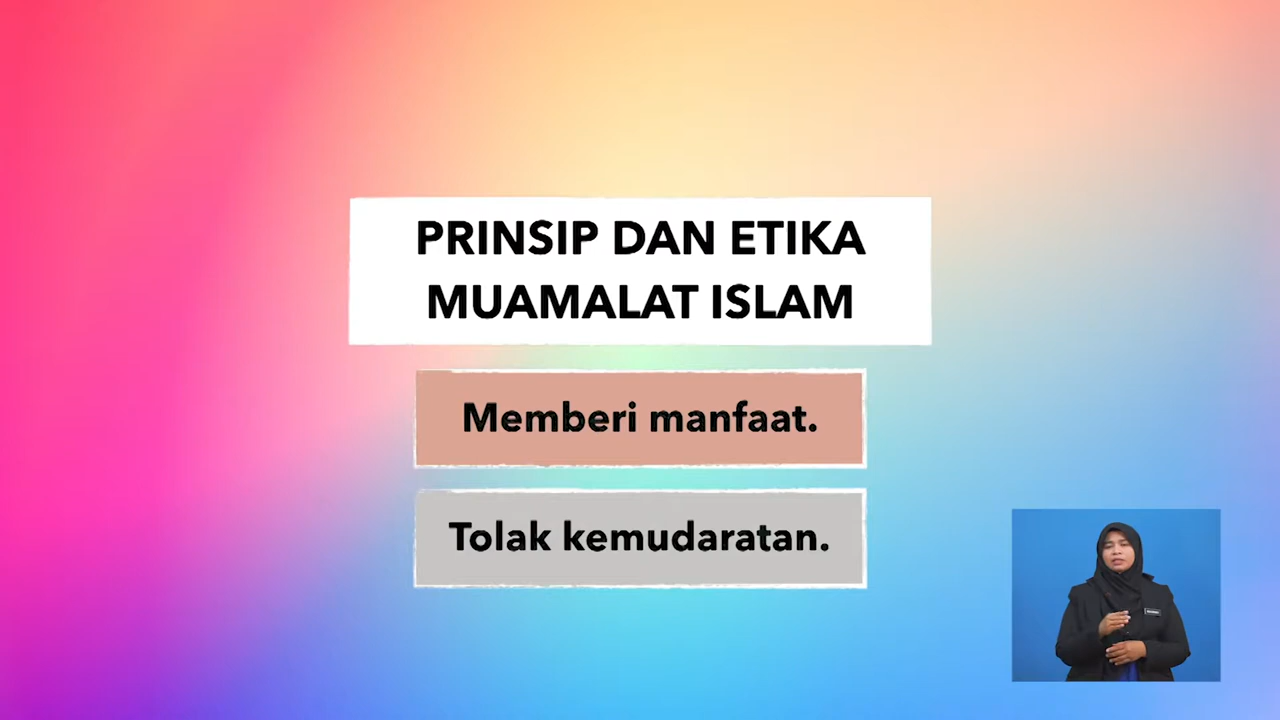 PRINSIP DAN ETIKA
MUAMALAT ISLAM
Memberi manfaat.
Tolak kemudaratan.